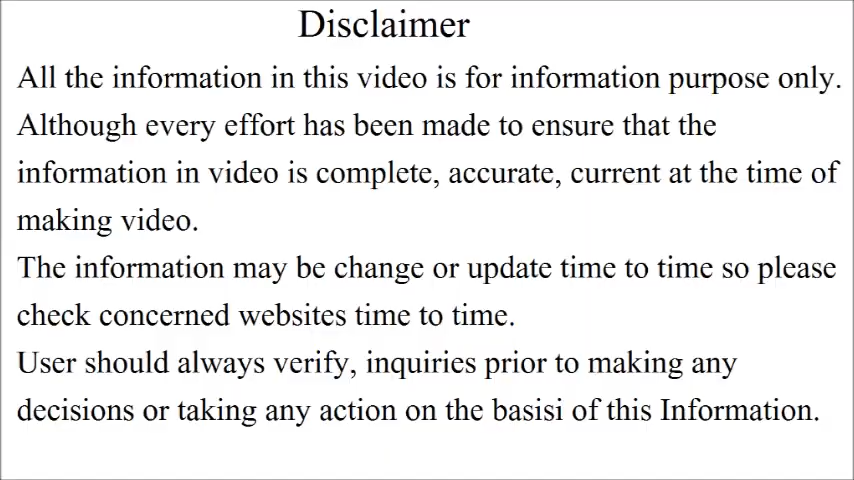 Disclaimer
All the information in this video is for information purpose only.
Although every effort has been made to ensure that the
information in video is complete, accurate, current at the time of
making video.
The information may be change or update time to time so please
check concerned websites time to time.
User should always verify, inquiries prior to making any
decisions or taking any action on the basisi of this Information.